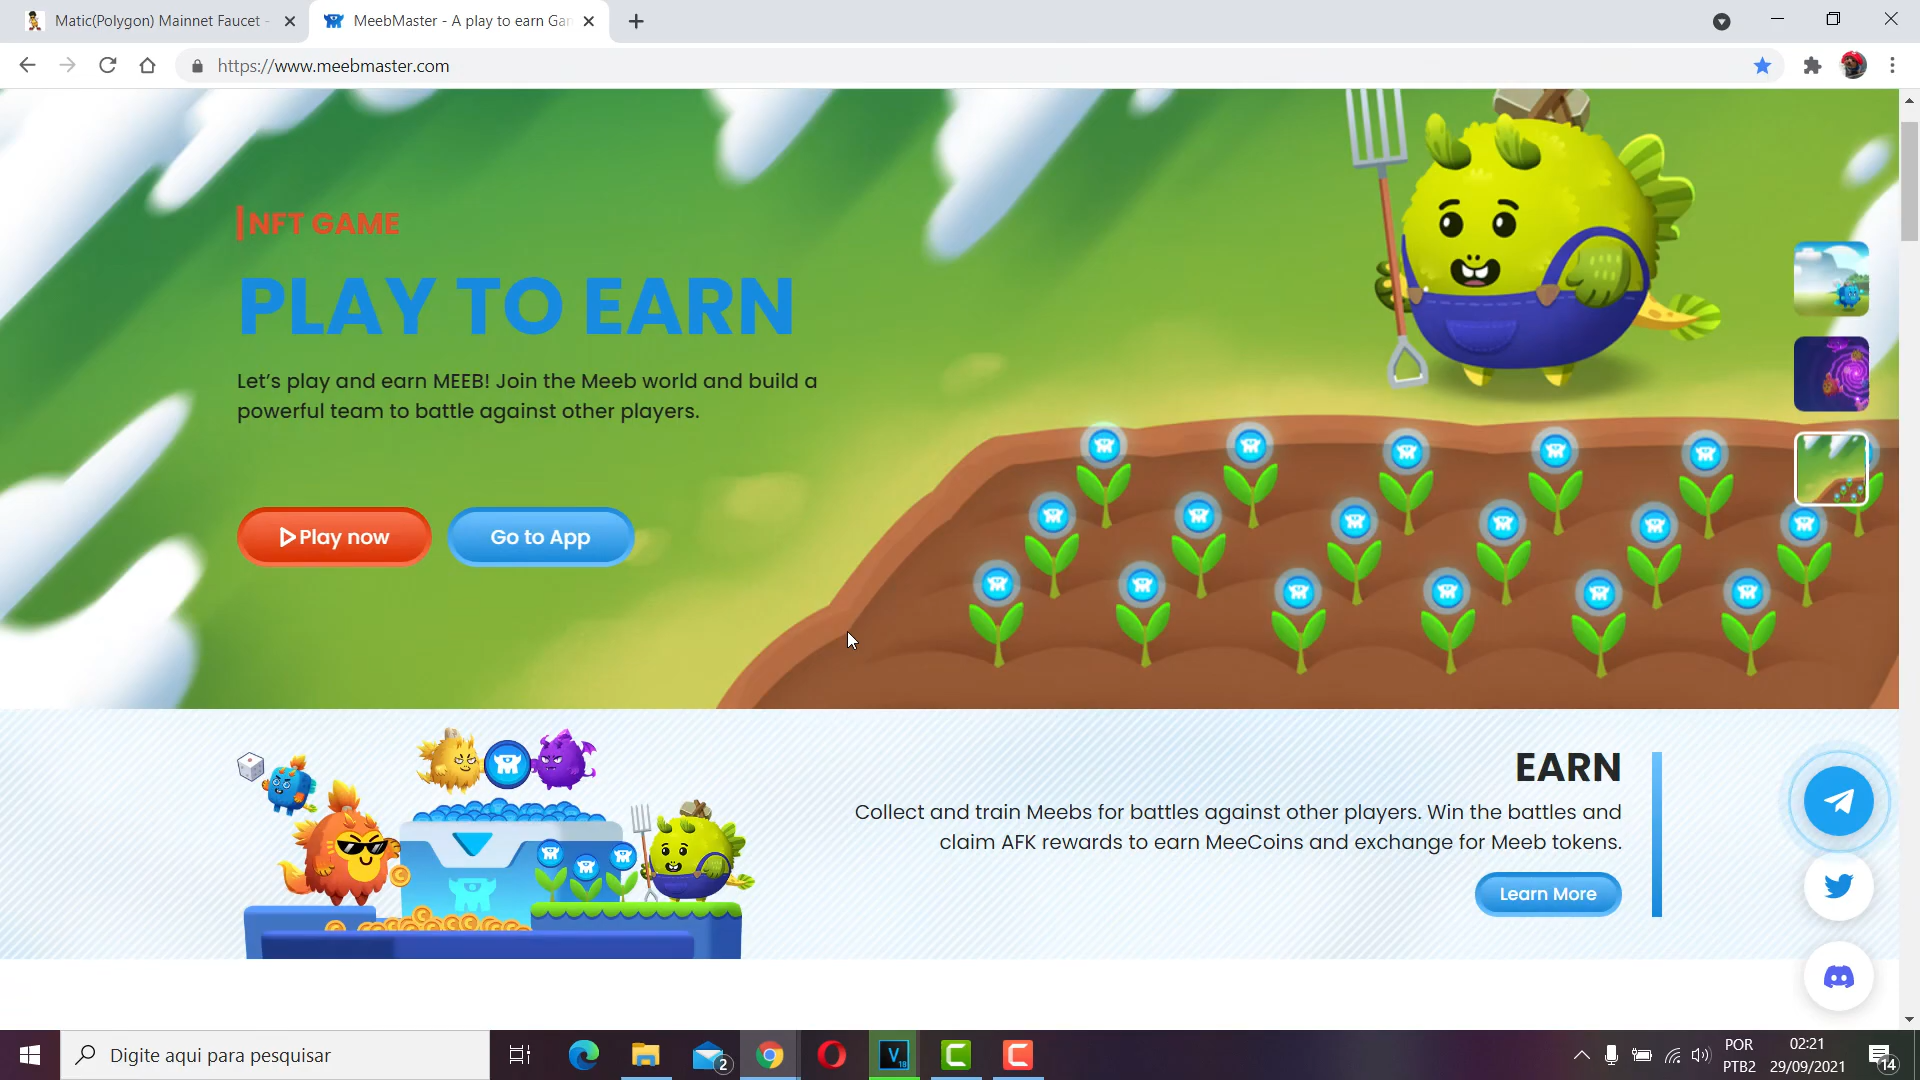 Matic(Polygon) Mainnet Faucet -
MeebMaster - A play to earn Gam
https://www.meebmaster.com
NFT GAME
PLAY TO EARN
Let's play and earn MEEB! Join the Meeb world and build a
powerful team to battle against other players.
Play now
Go to App
EARN
Collect and train Meebs for battles against other players. Win the battles and
claim AFK rewards to earn MeeCoins and exchange for Meeb tokens.
Learn More
Digite aqui para pesquisar
2
V
18
POR
PTB2
02:21
29/09/2021
14